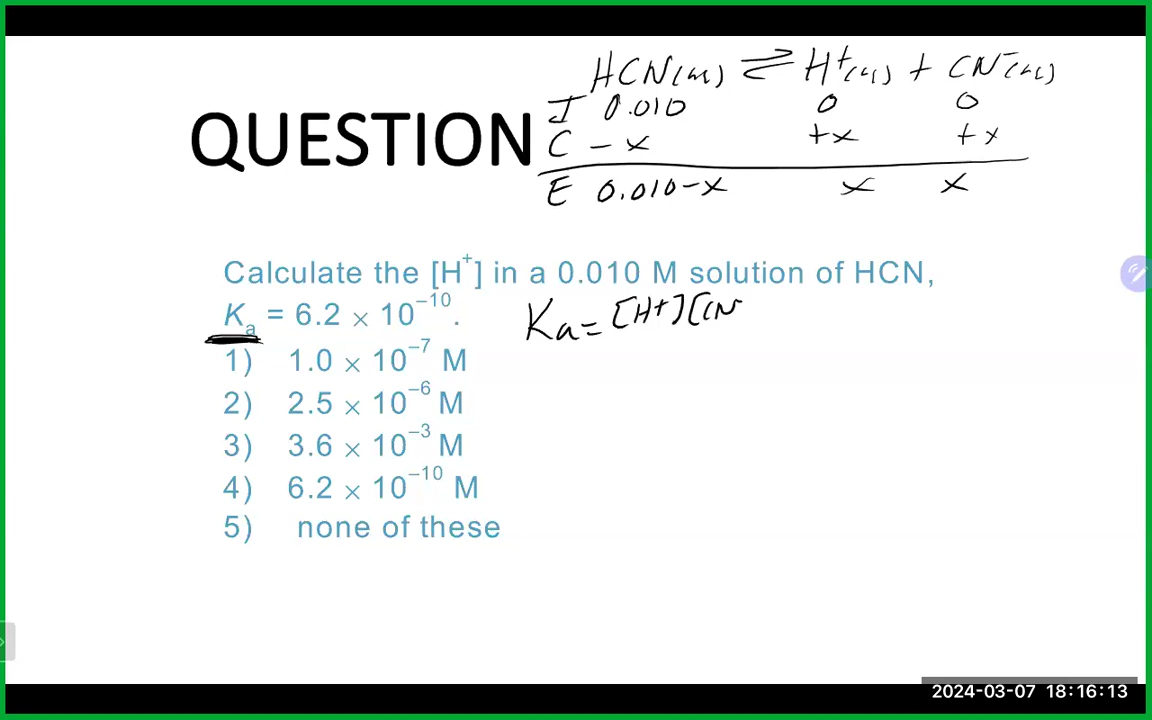 HCN(aq) ⇌ H+(aq) + CN-(aq)
I 0.010 0 0
QUESTION
C -x +x +x
E 0.010-x x x
Calculate the [H+] in a 0.010 M solution of HCN,
Ka = 6.2 × 10–10.
Ka= [H+][CN
1) 1.0 × 10–7 M
2) 2.5 × 10–6 M
3) 3.6 × 10–3 M
4) 6.2 × 10–10 M
5) none of these
2024-03-07 18:16:13